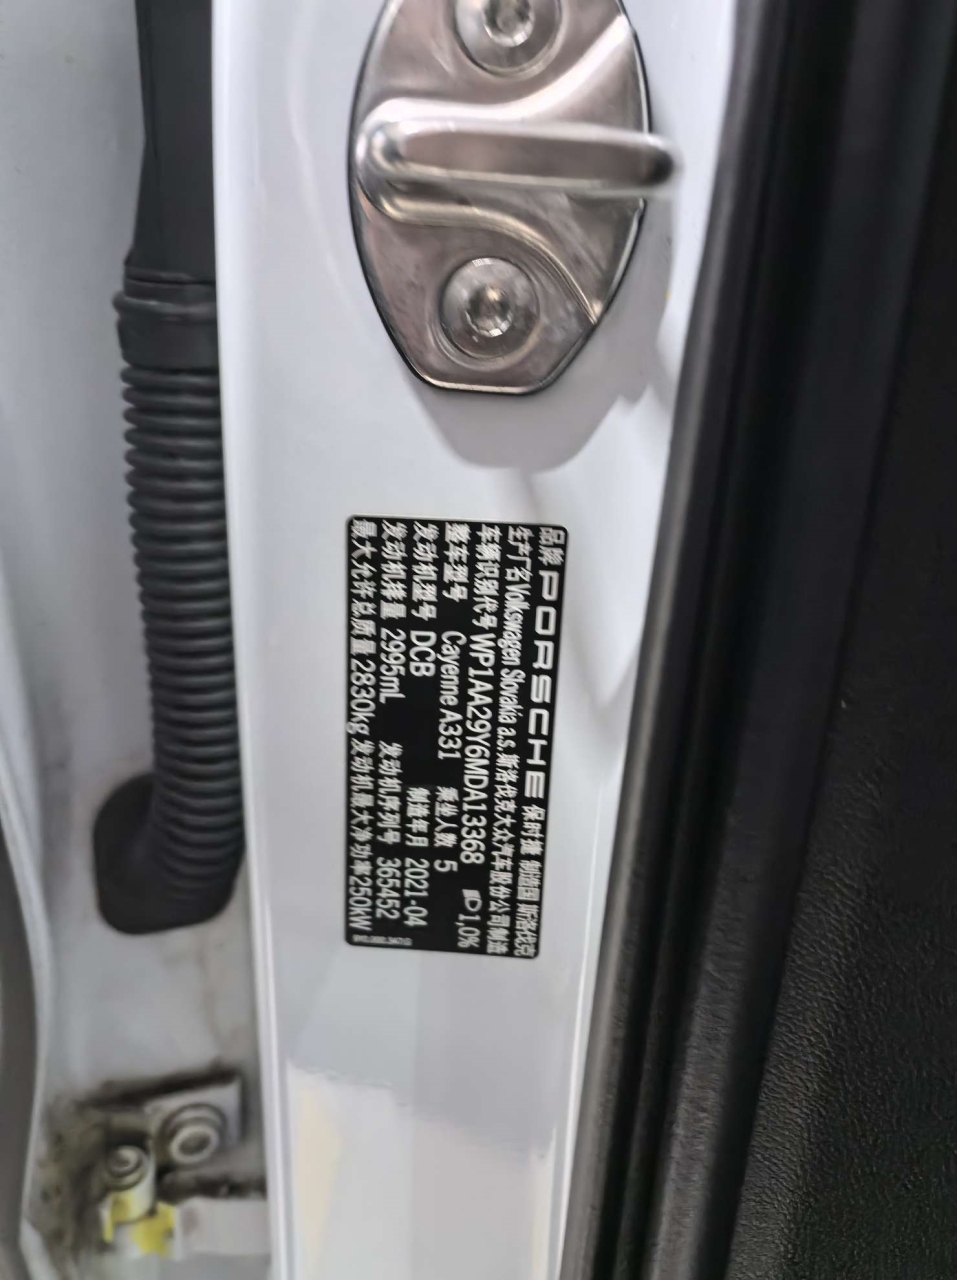 品牌 PORSCHE 保时捷 制造国 斯洛伐克
生产厂名 Volkswagen Slovakia a.s.斯洛伐克大众汽车股份公司制造
车辆识别代号 WP1AA29Y6MDA13368 1,0%
整车型号 Cayenne A331 乘坐人数 5
发动机型号 DCB 制造年月 2021-04
发动机排量 2995mL 发动机序列号 365452
最大允许总质量 2830kg 发动机最大净功率 250kW